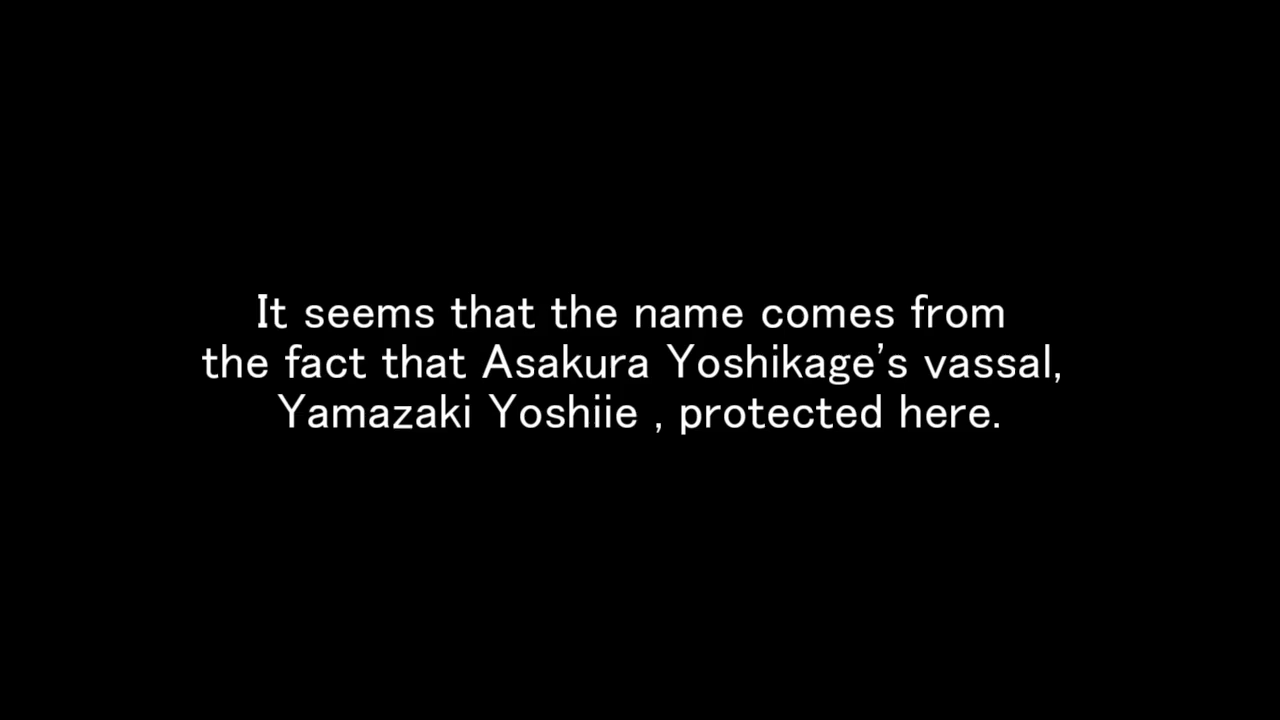 It seems that the name comes from
the fact that Asakura Yoshikage’s vassal,
Yamazaki Yoshiie , protected here.